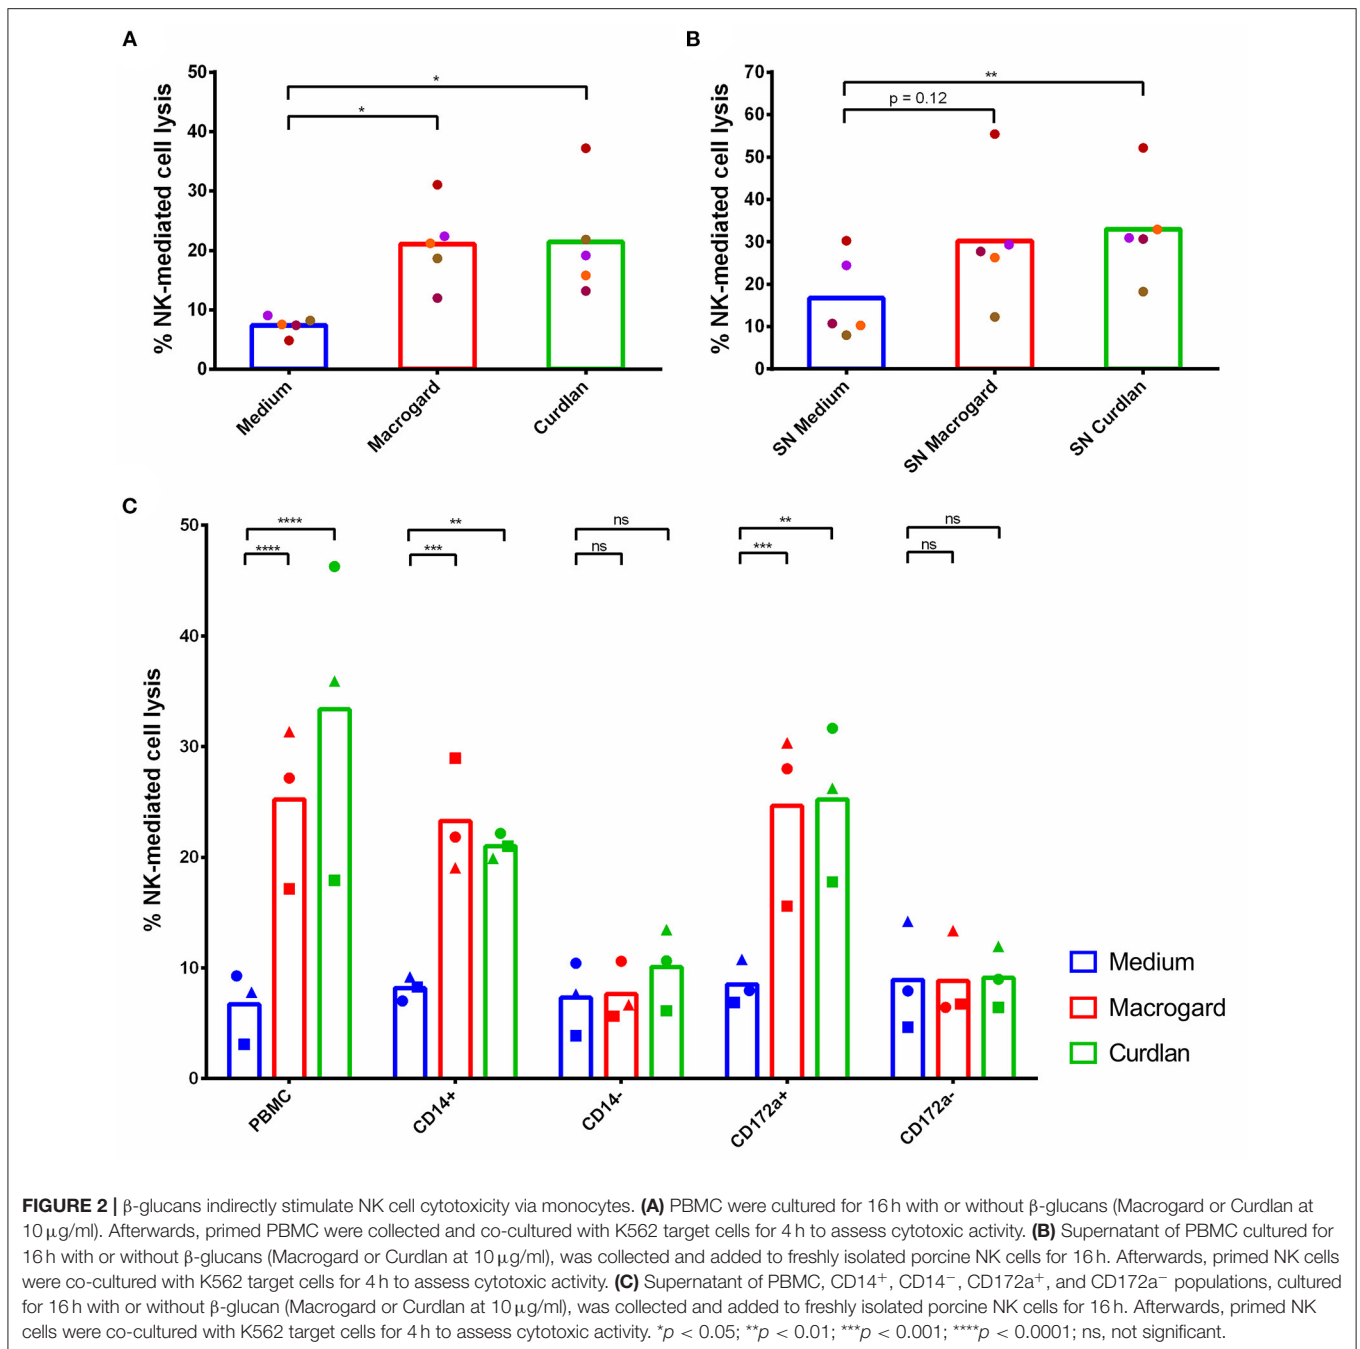 A
% NK-mediated cell lysis
50
40
30
20
10
0
*
*
Medium
Macrogard
Curdlan
B
% NK-mediated cell lysis
70
60
50
40
30
20
10
0
**
p = 0.12
SN Medium
SN Macrogard
SN Curdlan
C
% NK-mediated cell lysis
50
40
30
20
10
0
**** ** ns ** ns
**** *** ns *** ns
PBMC
CD14+
CD14-
CD172a+
CD172a-
Medium
Macrogard
Curdlan
FIGURE 2 | β-glucans indirectly stimulate NK cell cytotoxicity via monocytes. (A) PBMC were cultured for 16 h with or without β-glucans (Macrogard or Curdlan at
10 μg/ml). Afterwards, primed PBMC were collected and co-cultured with K562 target cells for 4 h to assess cytotoxic activity. (B) Supernatant of PBMC cultured for
16 h with or without β-glucans (Macrogard or Curdlan at 10 μg/ml), was collected and added to freshly isolated porcine NK cells for 16 h. Afterwards, primed NK cells
were co-cultured with K562 target cells for 4 h to assess cytotoxic activity. (C) Supernatant of PBMC, CD14⁺, CD14⁻, CD172a⁺, and CD172a⁻ populations, cultured
for 16 h with or without β-glucan (Macrogard or Curdlan at 10 μg/ml), was collected and added to freshly isolated porcine NK cells for 16 h. Afterwards, primed NK
cells were co-cultured with K562 target cells for 4 h to assess cytotoxic activity. *p < 0.05; **p < 0.01; ***p < 0.001; ****p < 0.0001; ns, not significant.